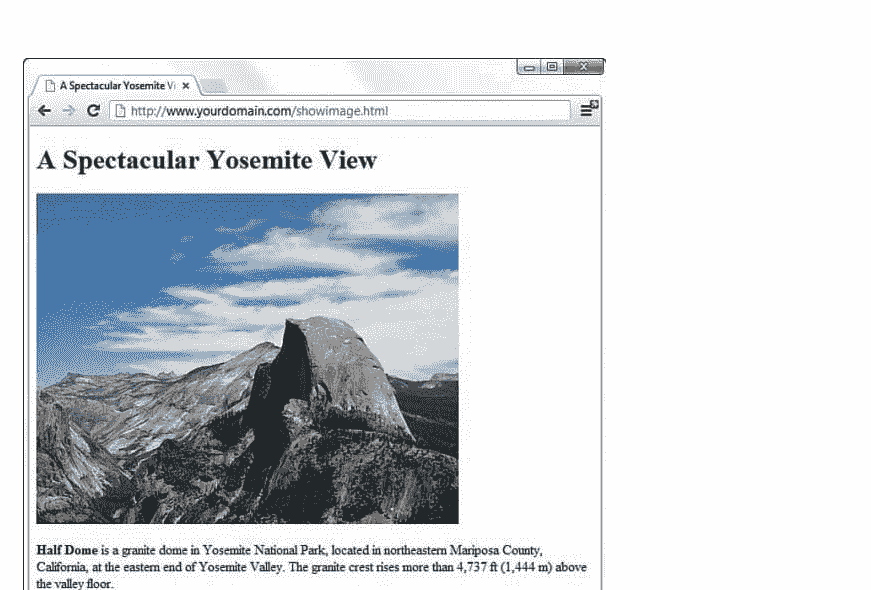 A Spectacular Yosemite Vi
http://www.yourdomain.com/showimage.html
A Spectacular Yosemite View
Half Dome is a granite dome in Yosemite National Park, located in northeastern Mariposa County,
California, at the eastern end of Yosemite Valley. The granite crest rises more than 4,737 ft (1,444 m) above
the valley floor.